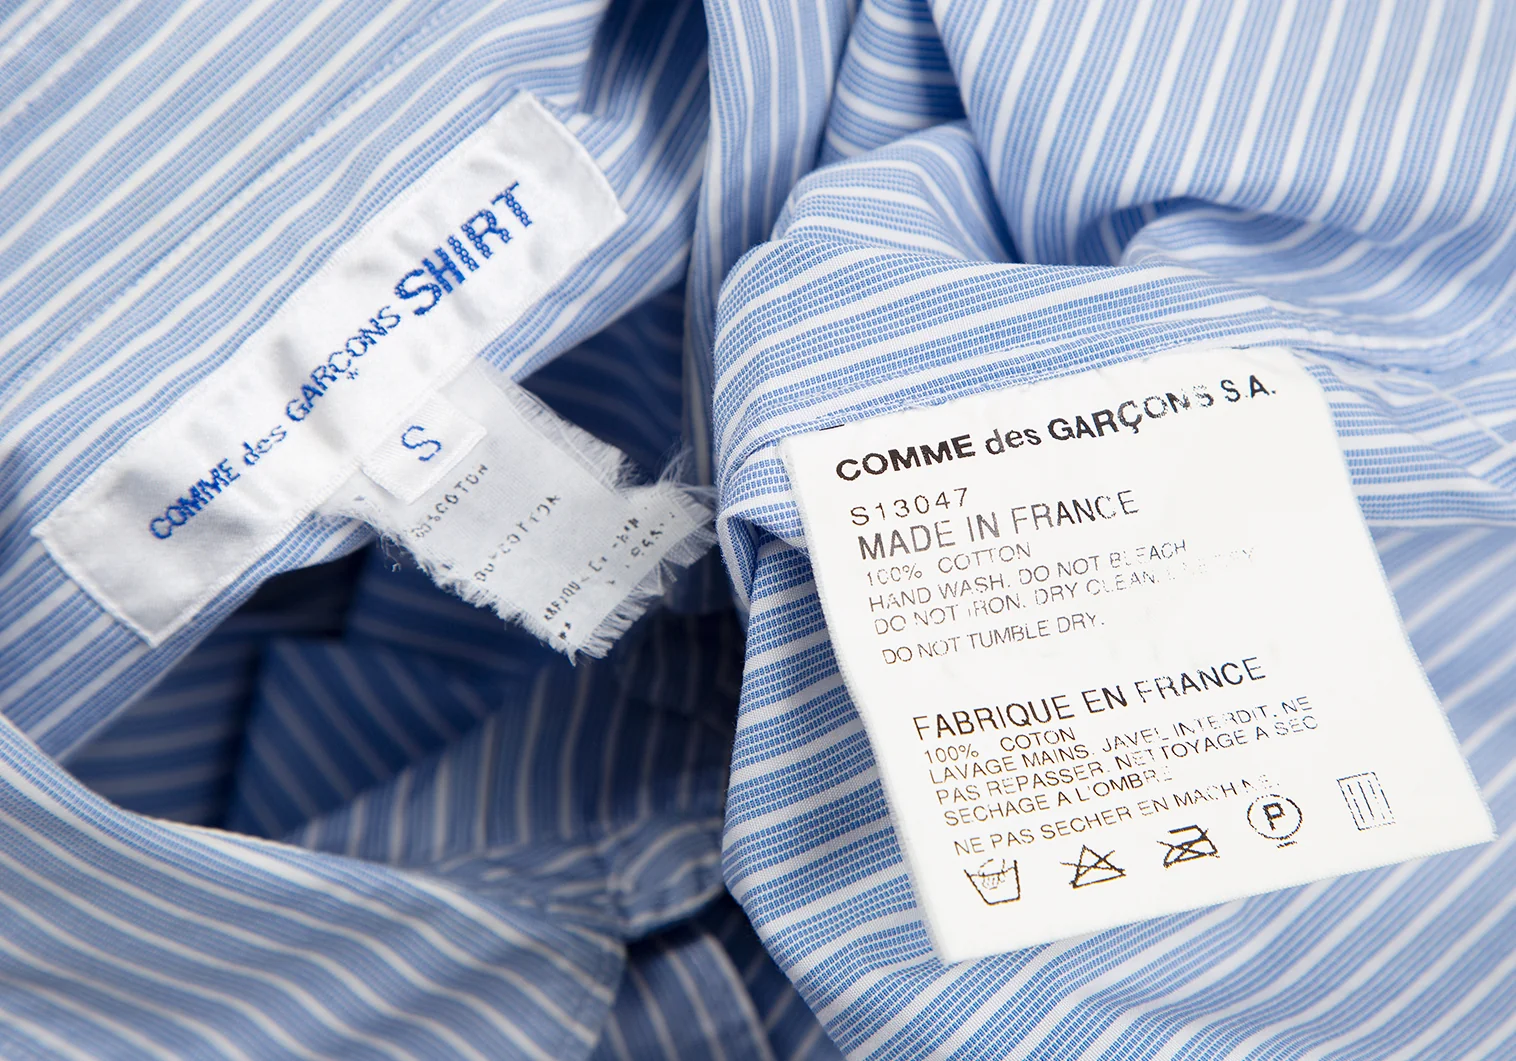 COMME des GARÇONS SHIRT
S
COTON
COTTON
COMME des GARÇONS S.A.
S13047
MADE IN FRANCE
100% COTTON
HAND WASH. DO NOT BLEACH
DO NOT IRON. DRY CLEAN.
DO NOT TUMBLE DRY.
FABRIQUE EN FRANCE
100% COTON
LAVAGE MAINS. JAVEL INTERDIT. NE
PAS REPASSER. NETTOYAGE A SEC
SECHAGE A L'OMBRE
NE PAS SECHER EN MACHINE
P